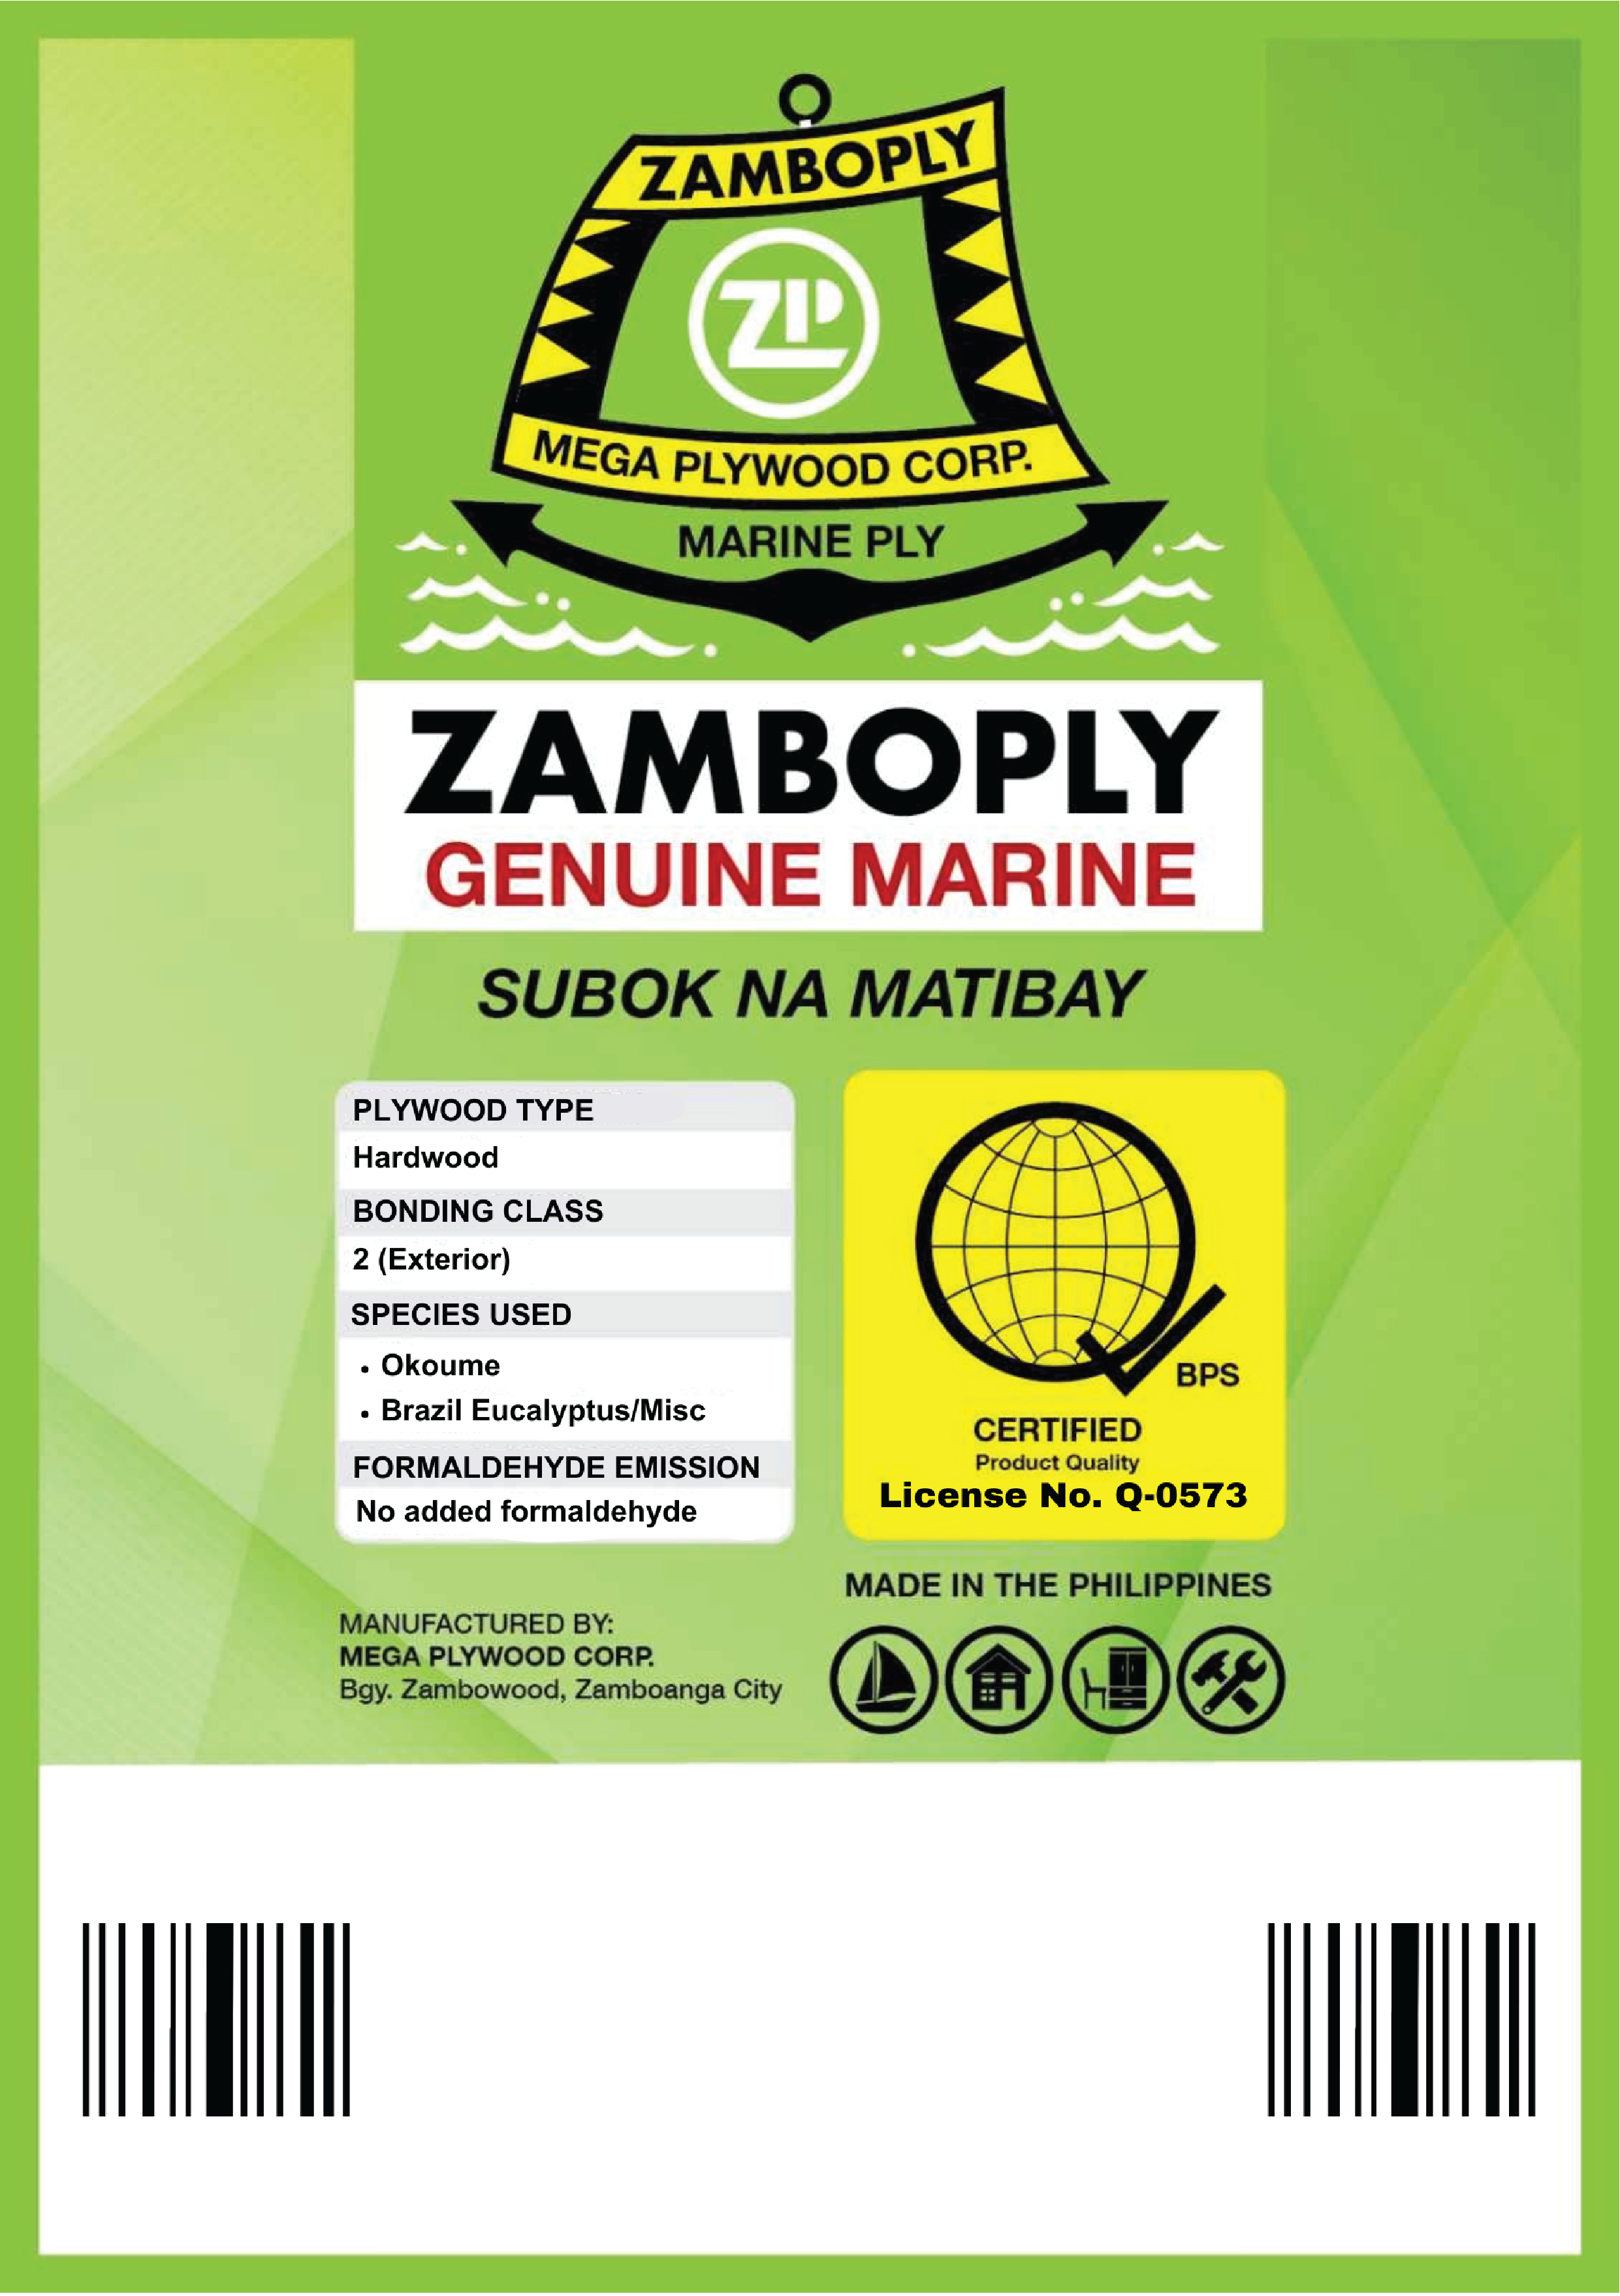 ZAMBOPLY
ZP
MEGA PLYWOOD CORP.
MARINE PLY
ZAMBOPLY
GENUINE MARINE
SUBOK NA MATIBAY
PLYWOOD TYPE
Hardwood
BONDING CLASS
2 (Exterior)
SPECIES USED
• Okoume
• Brazil Eucalyptus/Misc
FORMALDEHYDE EMISSION
No added formaldehyde
BPS
CERTIFIED
Product Quality
License No. Q-0573
MADE IN THE PHILIPPINES
MANUFACTURED BY:
MEGA PLYWOOD CORP.
Bgy. Zambowood, Zamboanga City